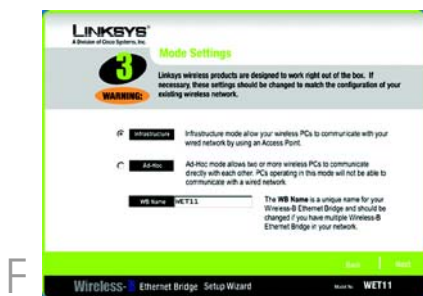 LINKSYS®
A Division of Cisco Systems, Inc.
3
Mode Settings
WARNING:
Linksys wireless products are designed to work right out of the box. If
necessary, these settings should be changed to match the configuration of your
existing wireless network.
Infrastructure
Infrastructure mode allow your wireless PCs to communicate with your
wired network by using an Access Point.
Ad-Hoc
Ad-Hoc mode allows two or more wireless PCs to communicate
directly with each other. PCs operating in this mode will not be able to
communicate with a wired network.
WB Name WET11
The WB Name is a unique name for your
Wireless-B Ethernet Bridge and should be
changed if you have multiple Wireless-B
Ethernet Bridge in your network.
Back Next
F
Wireless-B Ethernet Bridge Setup Wizard
Model No. WET11